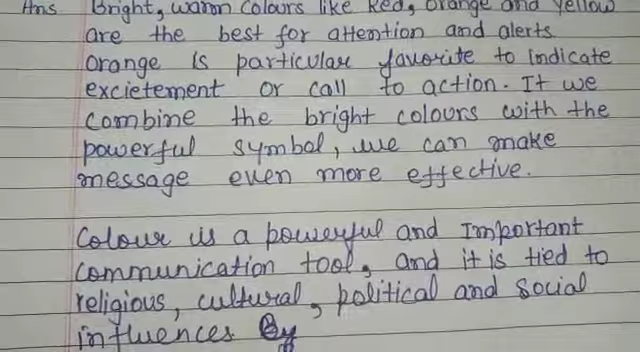 Ans Bright, warm colours like Red, orange and yellow
are the best for attention and alerts
orange is particular favorite to indicate
excietement or call to action. It we
combine the bright colours with the
powerful symbol, we can make
message even more effective.
Colour is a powerful and Important
communication tool, and it is tied to
religious, cultural, political and social
influences By